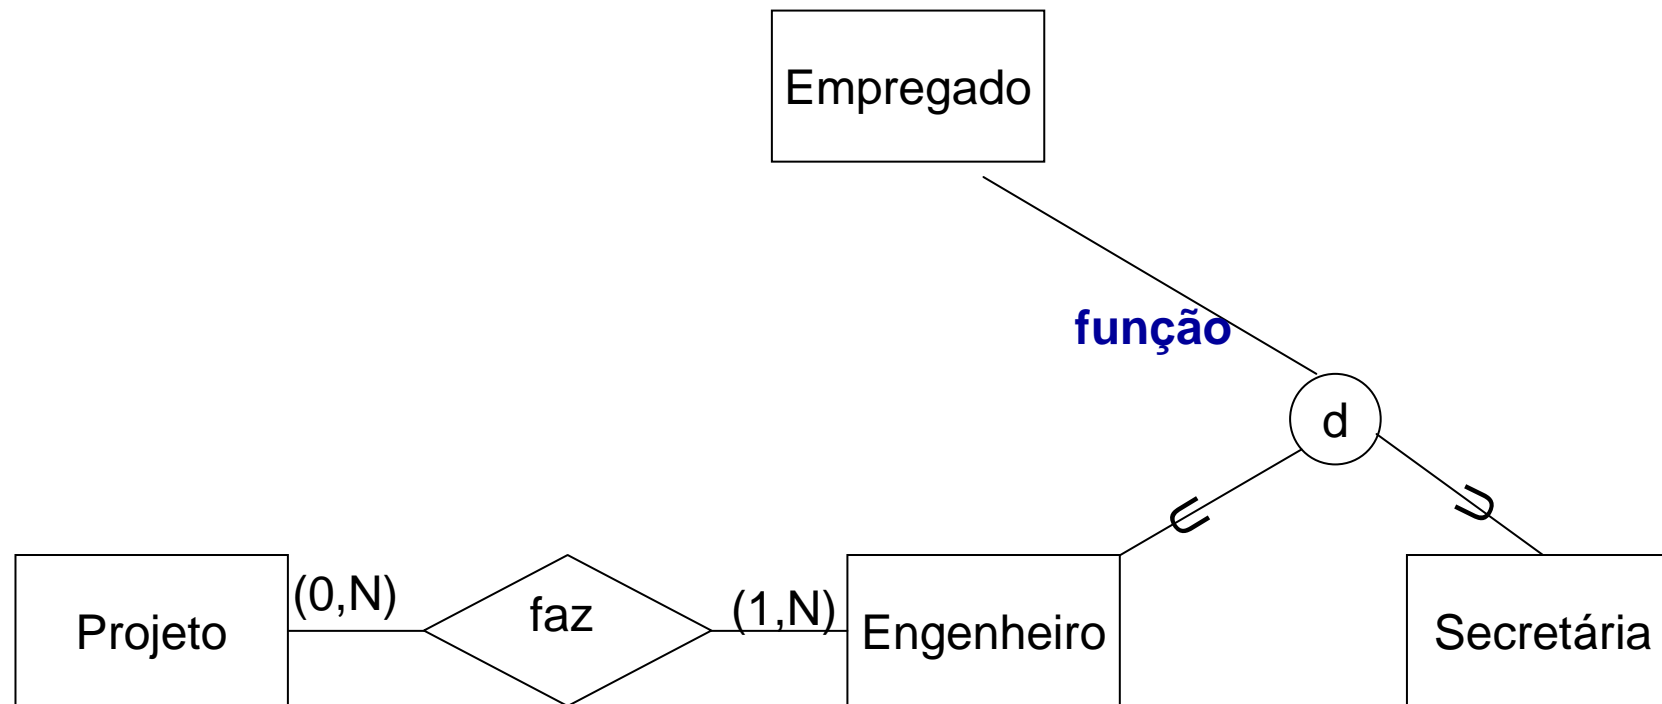 Empregado
função
d
(0,N)
faz
(1,N)
Projeto
Engenheiro
Secretária